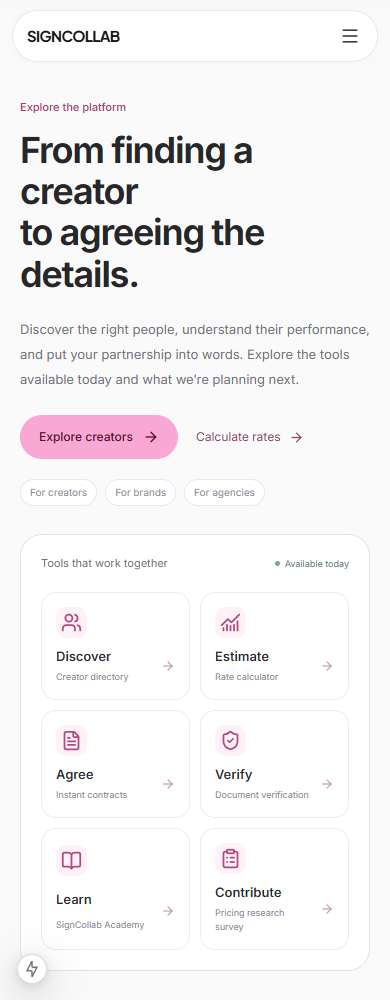 SIGNCOLLAB
Explore the platform
From finding a
creator
to agreeing the
details.
Discover the right people, understand their performance,
and put your partnership into words. Explore the tools
available today and what we're planning next.
Explore creators
Calculate rates
For creators
For brands
For agencies
Tools that work together
Available today
Discover
Creator directory
Estimate
Rate calculator
Agree
Instant contracts
Verify
Document verification
Learn
SignCollab Academy
Contribute
Pricing research
survey